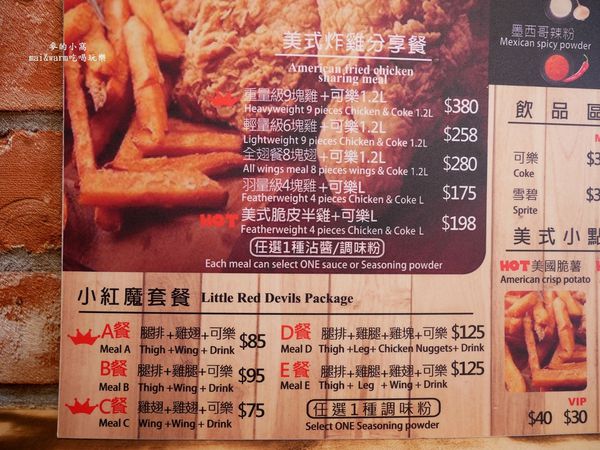 麥的小窩
mai&warm吃喝玩樂
美式炸雞分享餐
American fried chicken
sharing meal
重量級9塊雞+可樂1.2L $380
Heavyweight 9 pieces Chicken & Coke 1.2L
輕量級6塊雞+可樂1.2L $258
Lightweight 9 pieces Chicken & Coke 1.2L
全翅餐8塊翅+可樂1.2L $280
All wings meal 8 pieces wings & Coke 1.2L
羽量級4塊雞+可樂L $175
Featherweight 4 pieces Chicken & Coke L
HOT 美式脆皮半雞+可樂L $198
Featherweight 4 pieces Chicken & Coke L
任選1種沾醬/調味粉
Each meal can select ONE sauce or Seasoning powder
小紅魔套餐 Little Red Devils Package
A餐 腿排+雞翅+可樂 $85
Meal A Thigh +Wing+ Drink
B餐 腿排+雞翅+可樂 $95
Meal B Thigh +Wing+ Drink
C餐 雞翅+雞翅+可樂 $75
Meal C Wing +Wing + Drink
D餐 腿排+雞腿+雞塊+可樂 $125
Meal D Thigh +Leg+ Chicken Nuggets+ Drink
E餐 腿排+雞腿+雞翅+可樂 $125
Meal E Thigh + Leg + Wing + Drink
任選1種調味粉
Select ONE Seasoning powder
墨西哥辣粉
Mexican spicy powder
飲品區
可樂
Coke
雪碧
Sprite
美式小點
HOT 美國脆薯
American crisp potato
VIP
$40 $30